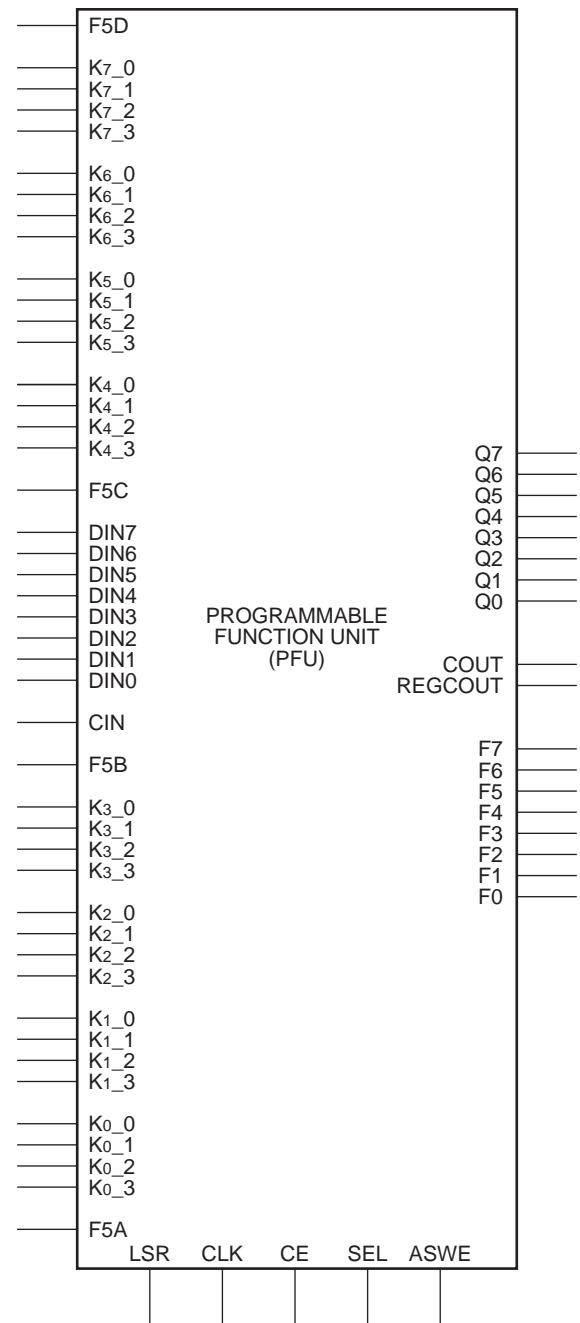 F5D
K7_0
K7_1
K7_2
K7_3
K6_0
K6_1
K6_2
K6_3
K5_0
K5_1
K5_2
K5_3
K4_0
K4_1
K4_2
K4_3
F5C
DIN7
DIN6
DIN5
DIN4
DIN3
DIN2
DIN1
DIN0
CIN
F5B
K3_0
K3_1
K3_2
K3_3
K2_0
K2_1
K2_2
K2_3
K1_0
K1_1
K1_2
K1_3
K0_0
K0_1
K0_2
K0_3
F5A
PROGRAMMABLE
FUNCTION UNIT
(PFU)
Q7
Q6
Q5
Q4
Q3
Q2
Q1
Q0
COUT
REGCOUT
F7
F6
F5
F4
F3
F2
F1
F0
LSR CLK CE SEL ASWE